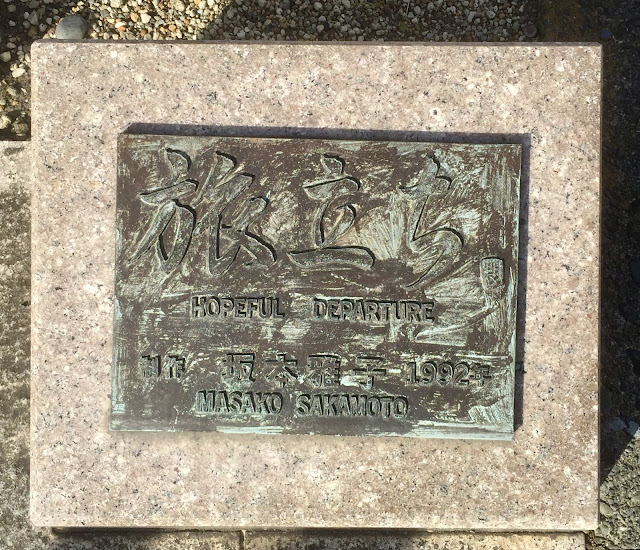 旅立ち
HOPEFUL DEPARTURE
制作 坂本雅子 1992年
MASAKO SAKAMOTO